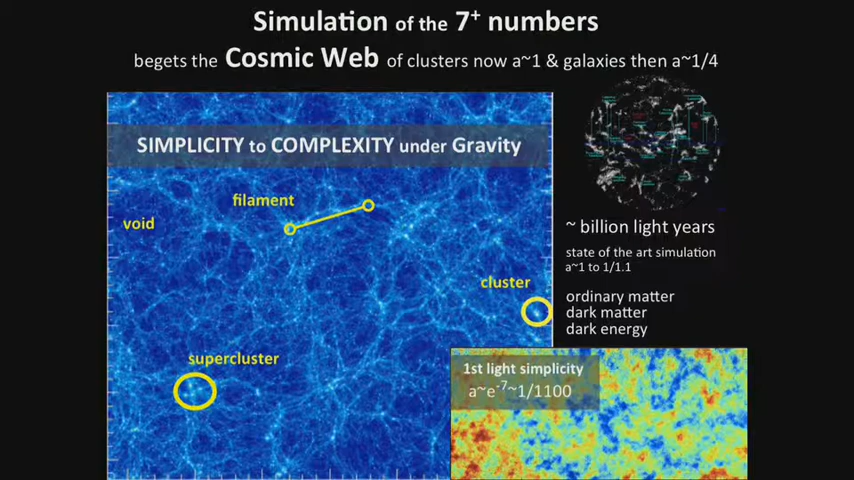 Simulation of the 7+ numbers
begets the Cosmic Web of clusters now a~1 & galaxies then a~1/4
SIMPLICITY to COMPLEXITY under Gravity
filament
void
cluster
supercluster
~ billion light years
state of the art simulation
a~1 to 1/1.1
ordinary matter
dark matter
dark energy
1st light simplicity
a~e-7~1/1100